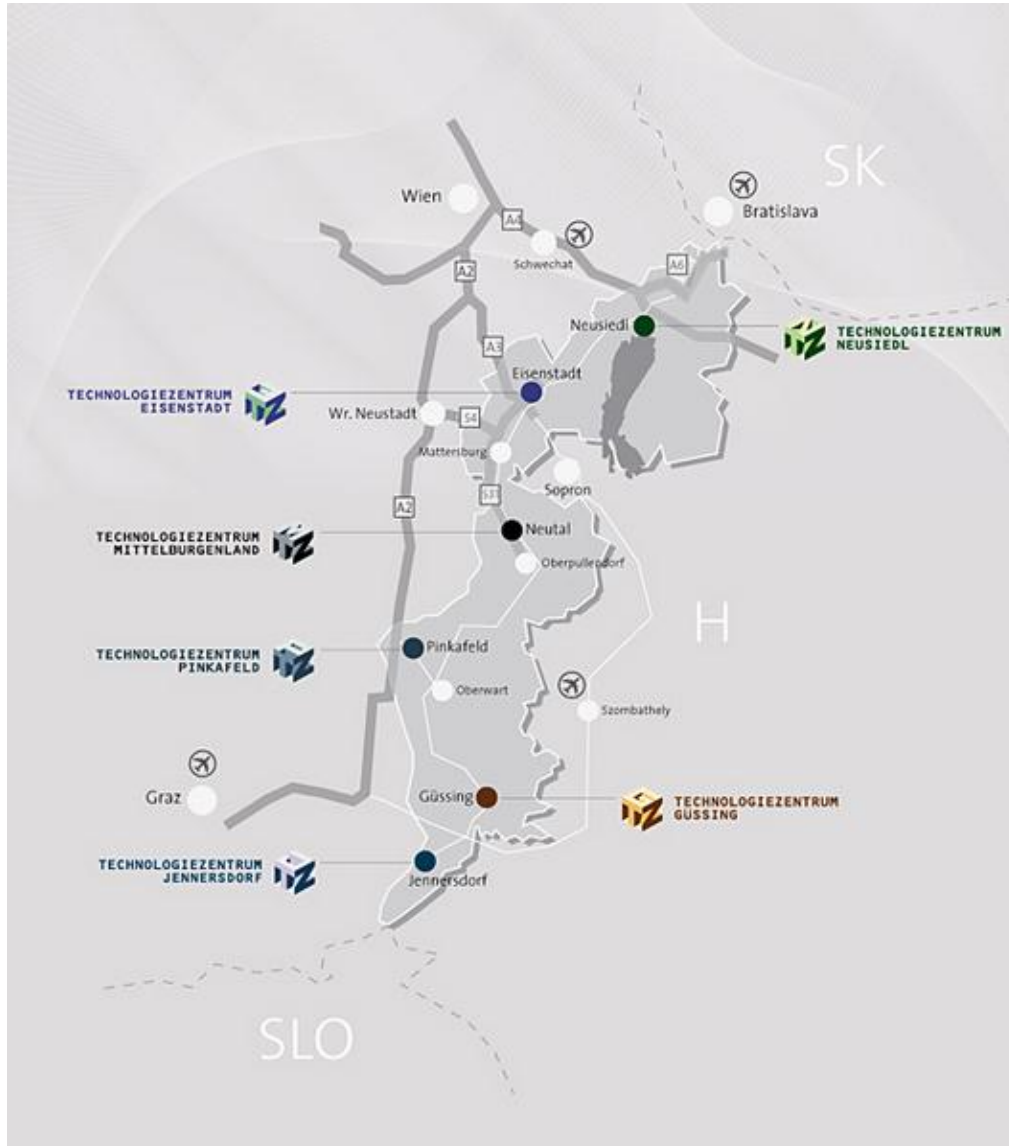 SK
Wien
Bratislava
A4
Schwechat
A6
A2
Neusiedl
TECHNOLOGIEZENTRUM
NEUSIEDL
A3
Eisenstadt
TECHNOLOGIEZENTRUM
EISENSTADT
Wr. Neustadt
S4
Mattersburg
Sopron
S31
A2
Neutal
TECHNOLOGIEZENTRUM
MITTELBURGENLAND
Oberpullendorf
H
Pinkafeld
TECHNOLOGIEZENTRUM
PINKAFELD
Oberwart
Szombathely
Graz
Güssing
TECHNOLOGIEZENTRUM
GÜSSING
TECHNOLOGIEZENTRUM
JENNERSDORF
Jennersdorf
SLO